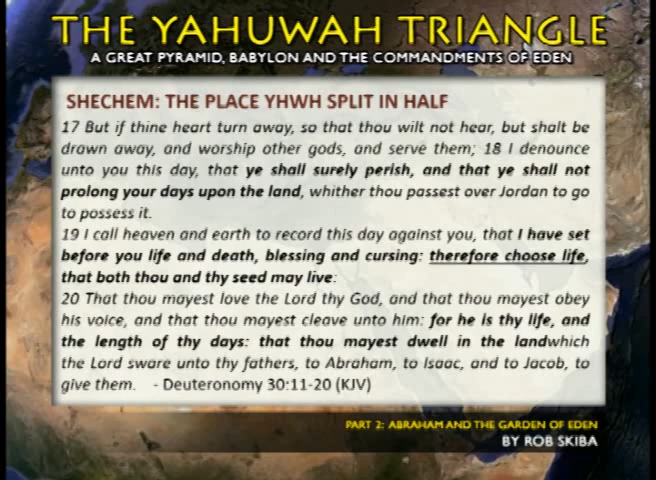 THE YAHUWAH TRIANGLE
A GREAT PYRAMID, BABYLON AND THE COMMANDMENTS OF EDEN
SHECHEM: THE PLACE YHWH SPLIT IN HALF
17 But if thine heart turn away, so that thou wilt not hear, but shalt be
drawn away, and worship other gods, and serve them; 18 I denounce
unto you this day, that ye shall surely perish, and that ye shall not
prolong your days upon the land, whither thou passest over Jordan to go
to possess it.
19 I call heaven and earth to record this day against you, that I have set
before you life and death, blessing and cursing: therefore choose life,
that both thou and thy seed may live:
20 That thou mayest love the Lord thy God, and that thou mayest obey
his voice, and that thou mayest cleave unto him: for he is thy life, and
the length of thy days: that thou mayest dwell in the landwhich
the Lord sware unto thy fathers, to Abraham, to Isaac, and to Jacob, to
give them. - Deuteronomy 30:11-20 (KJV)
PART 2: ABRAHAM AND THE GARDEN OF EDEN
BY ROB SKIBA